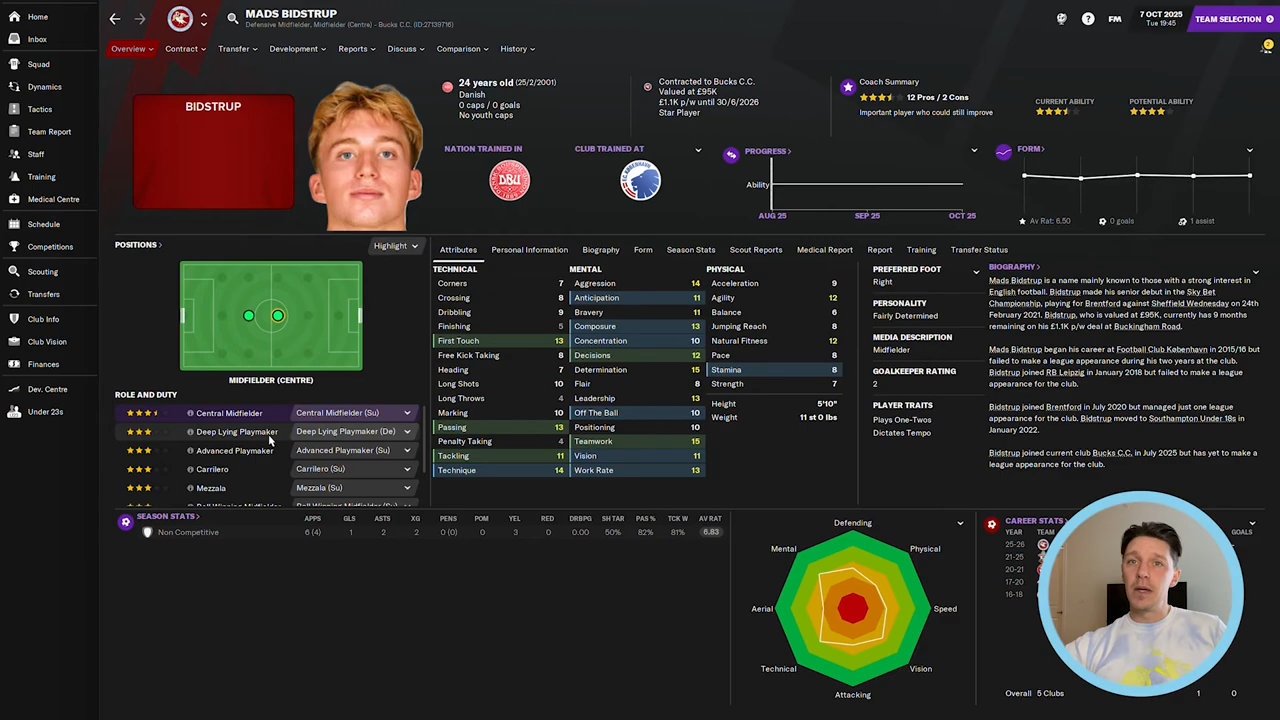 MADS BIDSTRUP
Defensive Midfielder, Midfielder (Centre) - Bucks C.C. (ID:27139716)
FM
7 OCT 2025
Tue 19:45
TEAM SELECTION
2
Home
Inbox
Squad
Dynamics
Tactics
Team Report
Staff
Training
Medical Centre
Schedule
Competitions
Scouting
Transfers
Club Info
Club Vision
Finances
Dev. Centre
Under 23s
Overview
Contract
Transfer
Development
Reports
Discuss
Comparison
History
BIDSTRUP
24 years old (25/2/2001)
Danish
0 caps / 0 goals
No youth caps
Contracted to Bucks C.C.
Valued at £95K
£1.1K p/w until 30/6/2026
Star Player
Coach Summary
12 Pros / 2 Cons
Important player who could still improve
CURRENT ABILITY
POTENTIAL ABILITY
NATION TRAINED IN
DBU
CLUB TRAINED AT
PROGRESS
Ability
AUG 25
SEP 25
OCT 25
FORM
Av Rat: 6.50
0 goals
1 assist
POSITIONS
Highlight
MIDFIELDER (CENTRE)
ROLE AND DUTY
Central Midfielder
Central Midfielder (Su)
Deep Lying Playmaker
Deep Lying Playmaker (De)
Advanced Playmaker
Advanced Playmaker (Su)
Carrilero
Carrilero (Su)
Mezzala
Mezzala (Su)
Attributes
Personal Information
Biography
Form
Season Stats
Scout Reports
Medical Report
Report
Training
Transfer Status
TECHNICAL
Corners 7
Crossing 8
Dribbling 9
Finishing 5
First Touch 13
Free Kick Taking 8
Heading 7
Long Shots 10
Long Throws 4
Marking 10
Passing 13
Penalty Taking 4
Tackling 11
Technique 14
MENTAL
Aggression 14
Anticipation 11
Bravery 11
Composure 13
Concentration 10
Decisions 12
Determination 15
Flair 8
Leadership 13
Off The Ball 10
Positioning 10
Teamwork 15
Vision 11
Work Rate 13
PHYSICAL
Acceleration 9
Agility 12
Balance 6
Jumping Reach 8
Natural Fitness 12
Pace 8
Stamina 8
Strength 7
Height 5'10"
Weight 11 st 0 lbs
PREFERRED FOOT
Right
PERSONALITY
Fairly Determined
MEDIA DESCRIPTION
Midfielder
GOALKEEPER RATING
2
PLAYER TRAITS
Plays One-Twos
Dictates Tempo
BIOGRAPHY
Mads Bidstrup is a name mainly known to those with a strong interest in
English football. Bidstrup made his senior debut in the Sky Bet
Championship, playing for Brentford against Sheffield Wednesday on 24th
February 2021. Bidstrup, who is valued at £95K, currently has 9 months
remaining on his £1.1K p/w deal at Buckingham Road.
Mads Bidstrup began his career at Football Club København in 2015/16 but
failed to make a league appearance during his two years at the club.
Bidstrup joined RB Leipzig in January 2018 but failed to make a league
appearance for the club.
Bidstrup joined Brentford in July 2020 but managed just one league
appearance for the club. Bidstrup moved to Southampton Under 18s in
January 2022.
Bidstrup joined current club Bucks C.C. in July 2025 but has yet to make a
league appearance for the club.
SEASON STATS
APPS GLS ASTS XG PENS POM YEL RED DRBPG SH TAR PAS % TCK W AV RAT
Non Competitive 6 (4) 1 2 2 0 (0) 0 3 0 0.00 50% 82% 81% 6.83
Defending
Physical
Speed
Vision
Attacking
Technical
Aerial
Mental
CAREER STATS
YEAR TEAM
GOALS
25-26
21-25
20-21
17-20
16-18
Overall 5 Clubs 1 0